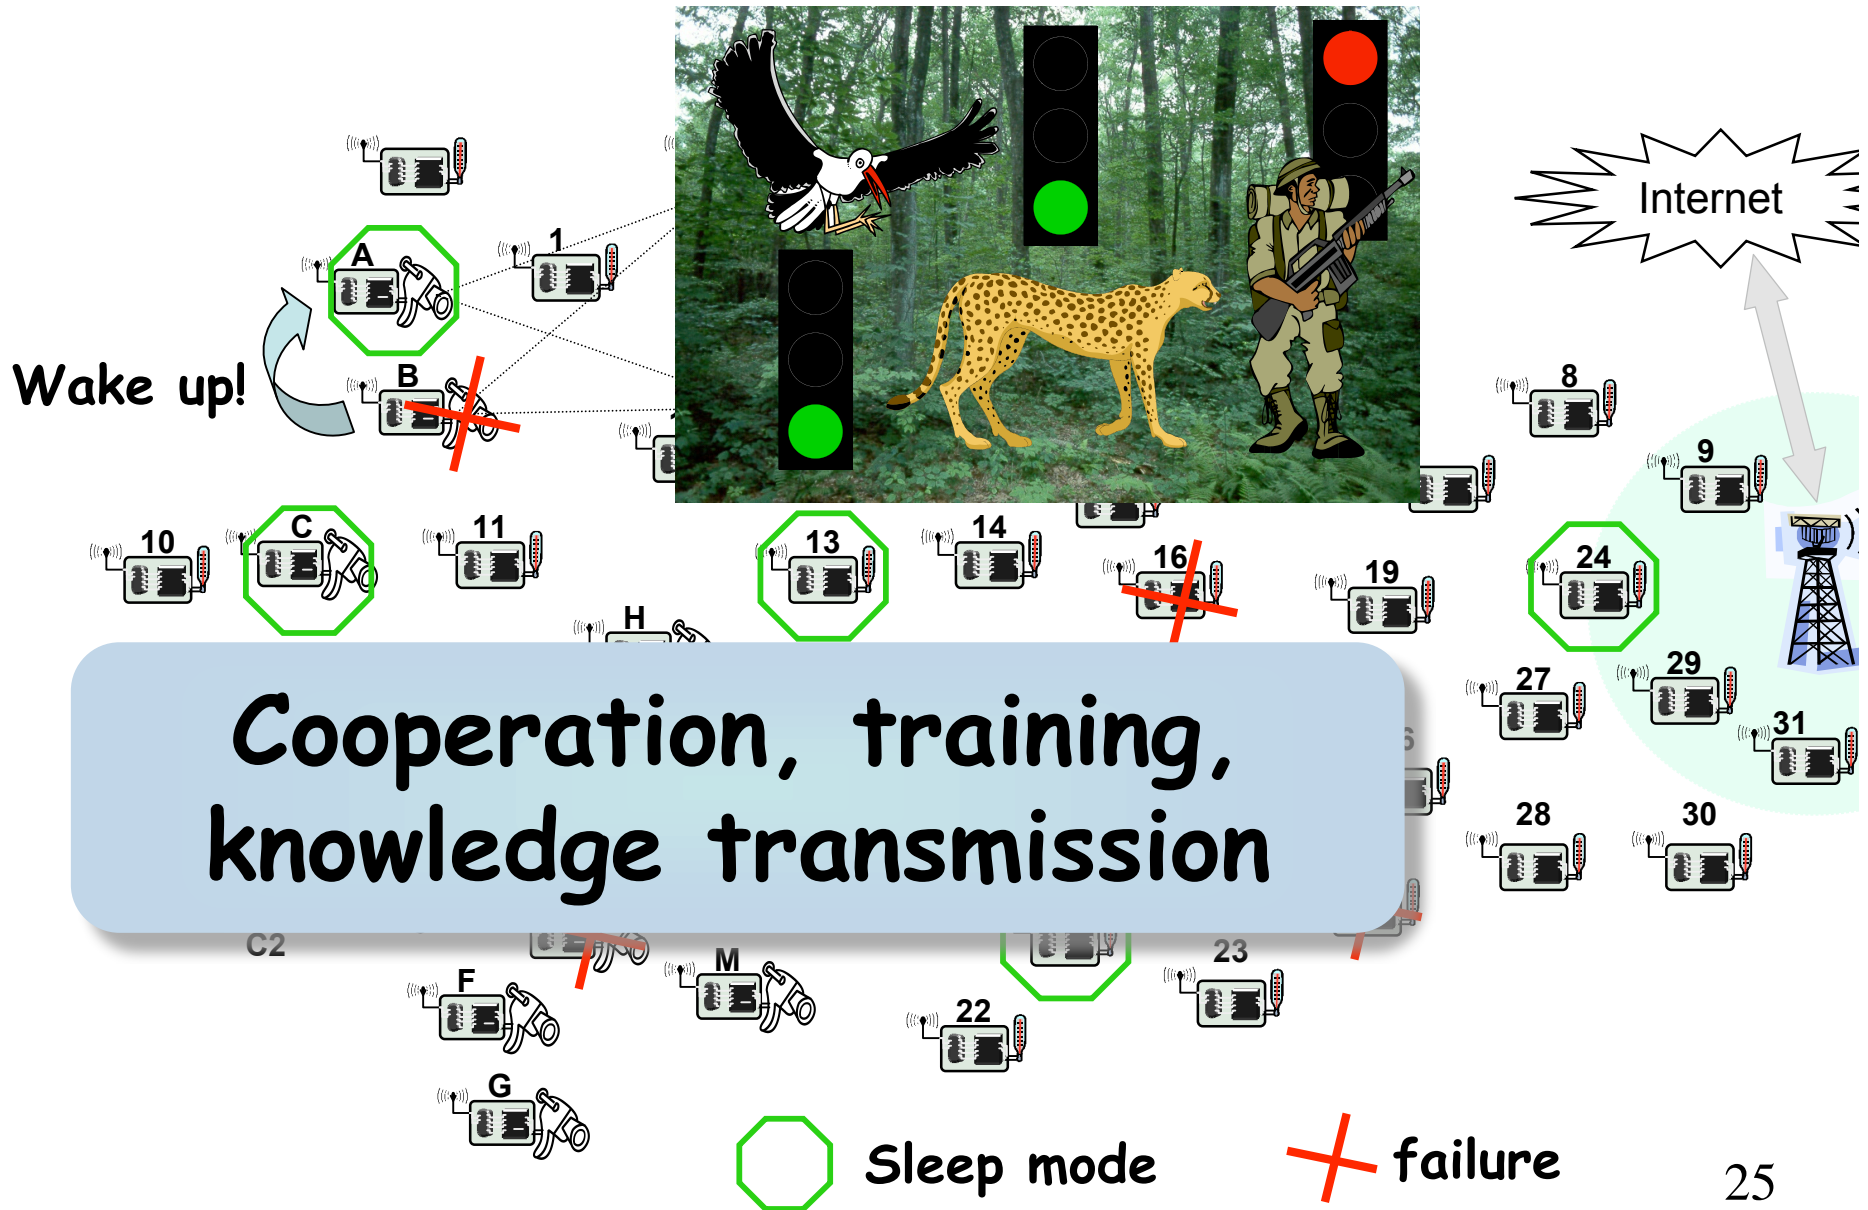 Internet
A
1
Wake up!
B
8
9
10
C
11
13
14
16
19
24
H
27
29
31
Cooperation, training,
knowledge transmission
6
28
30
C2
M
23
F
22
G
Sleep mode
failure
25